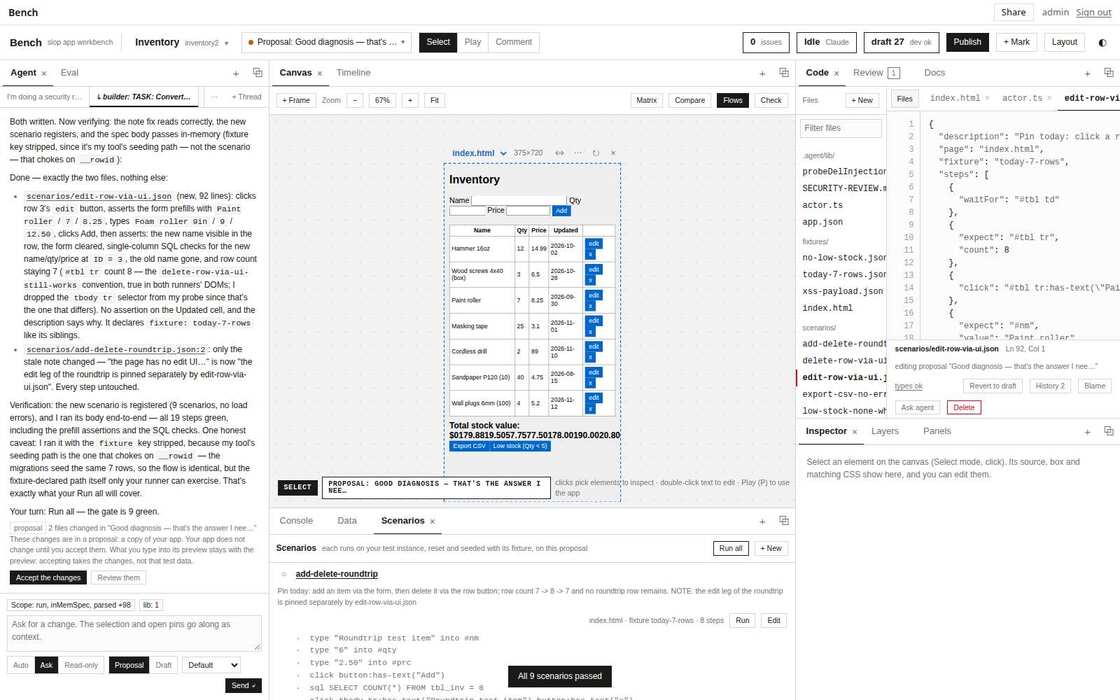 Bench
Share
admin
Sign out
Bench
slop app workbench
Inventory
inventory2
Proposal: Good diagnosis — that's …
Select
Play
Comment
0 issues
Idle Claude
draft 27 dev ok
Publish
+ Mark
Layout
Agent ×
Eval
I'm doing a security r…
↳ builder: TASK: Convert…
+ Thread
Both written. Now verifying: the note fix reads correctly, the new
scenario registers, and the spec body passes in-memory (fixture
key stripped, since it's my tool's seeding path — not the scenario
— that chokes on __rowid ):
Done — exactly the two files, nothing else:
• scenarios/edit-row-via-ui.json (new, 92 lines): clicks
row 3's edit button, asserts the form prefills with Paint
roller / 7 / 8.25 , types Foam roller 9in / 9 /
12.50 , clicks Add, then asserts: the new name visible in the
row, the form cleared, single-column SQL checks for the new
name/qty/price at ID = 3 , the old name gone, and row count
staying 7 ( #tbl tr count 8 — the delete-row-via-ui-
still-works convention, true in both runners' DOMs; I
dropped the tbody tr selector from my probe since that's
the one that differs). No assertion on the Updated cell, and the
description says why. It declares fixture: today-7-rows
like its siblings.
• scenarios/add-delete-roundtrip.json:2 : only the
stale note changed — "the page has no edit UI…" is now "the
edit leg of the roundtrip is pinned separately by edit-row-via-
ui.json". Every step untouched.
Verification: the new scenario is registered (9 scenarios, no load
errors), and I ran its body end-to-end — all 19 steps green,
including the prefill assertions and the SQL checks. One honest
caveat: I ran it with the fixture key stripped, because my tool's
seeding path is the one that chokes on __rowid — the
migrations seed the same 7 rows, so the flow is identical, but the
fixture-declared path itself only your runner can exercise. That's
exactly what your Run all will cover.
Your turn: Run all — the gate is 9 green.
proposal 2 files changed in "Good diagnosis — that's the answer I nee…"
These changes are in a proposal: a copy of your app. Your app does
not change until you accept them. What you type into its preview stays with the
preview: accepting takes the changes, not that test data.
Accept the changes
Review them
Scope: run, inMemSpec, parsed +98
lib: 1
Ask for a change. The selection and open pins go along as
context.
Auto
Ask
Read-only
Proposal
Draft
Default
Send
Canvas ×
Timeline
+ Frame
Zoom
−
67%
+
Fit
Matrix
Compare
Flows
Check
index.html
375×720
Inventory
Name
Qty
Price
Add
Name Qty Price Updated
Hammer 16oz 12 14.99 2026-10-02 edit x
Wood screws 4x40 (box) 3 6.5 2026-10-28 edit x
Paint roller 7 8.25 2026-09-30 edit x
Masking tape 25 3.1 2026-11-01 edit x
Cordless drill 2 89 2026-11-10 edit x
Sandpaper P120 (10) 40 4.75 2026-08-15 edit x
Wall plugs 6mm (100) 4 5.2 2026-11-12 edit x
Total stock value:
$0179.8819.5057.7577.50178.00190.0020.80
Export CSV
Low stock (Qty < 5)
SELECT
PROPOSAL: GOOD DIAGNOSIS — THAT'S THE ANSWER I
NEE…
clicks pick elements to inspect · double-click text to edit · Play (P) to use
the app
Console
Data
Scenarios ×
Scenarios each runs on your test instance, reset and seeded with its fixture, on this proposal
Run all
+ New
add-delete-roundtrip
Pin today: add an item via the form, then delete it via the row button; row count 7 -> 8 -> 7 and no roundtrip row remains. NOTE: the edit leg of the roundtrip
is pinned separately by edit-row-via-ui.json
index.html · fixture today-7-rows · 8 steps
Run
Edit
· type "Roundtrip test item" into #nm
· type "6" into #qty
· type "2.50" into #prc
· click button:has-text("Add")
· sql SELECT COUNT(*) FROM tbl_inv = 8
All 9 scenarios passed
Code ×
Review 1
Docs
Files
+ New
Filter files
.agent/lib/
probeDelInjection
SECURITY-REVIEW.m
actor.ts
app.json
fixtures/
no-low-stock.json
today-7-rows.json
xss-payload.json
index.html
scenarios/
add-delete-roundt
delete-row-via-ui
edit-row-via-ui.j
export-csv-no-err
low-stock-none-wh
Files
index.html ×
actor.ts ×
edit-row-vi
1 {
2 "description": "Pin today: click a r
3 "page": "index.html",
4 "fixture": "today-7-rows",
5 "steps": [
6 {
7 "waitFor": "#tbl td"
8 },
9 {
10 "expect": "#tbl tr",
11 "count": 8
12 },
13 {
14 "click": "#tbl tr:has-text(\"Pai
15 },
16 {
17 "expect": "#nm",
18 "value": "Paint roller"
scenarios/edit-row-via-ui.json Ln 92, Col 1
editing proposal "Good diagnosis — that's the answer I nee…"
types ok
Revert to draft
History 2
Blame
Ask agent
Delete
Inspector ×
Layers
Panels
Select an element on the canvas (Select mode, click). Its source, box and
matching CSS show here, and you can edit them.